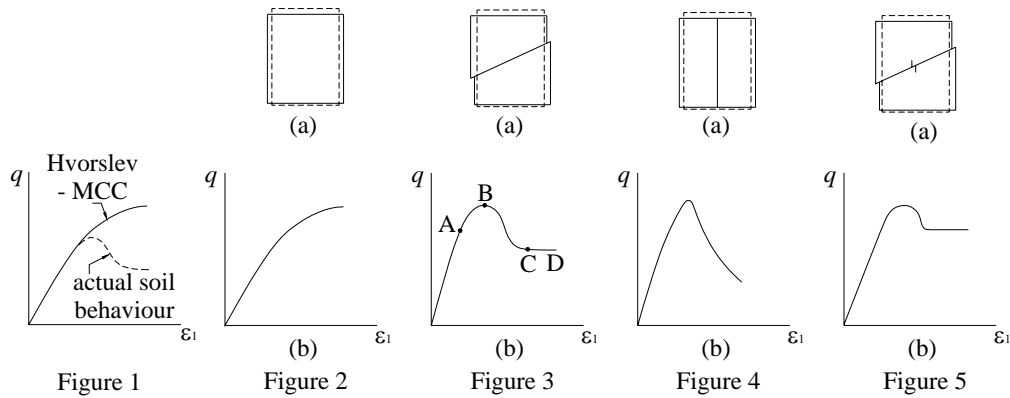 (a)
(a)
(a)
(a)
Hvorslev
- MCC
q
actual soil
behaviour
ε1
q
ε1
(b)
q
A
B
C
D
ε1
(b)
q
ε1
(b)
q
ε1
(b)
Figure 1
Figure 2
Figure 3
Figure 4
Figure 5